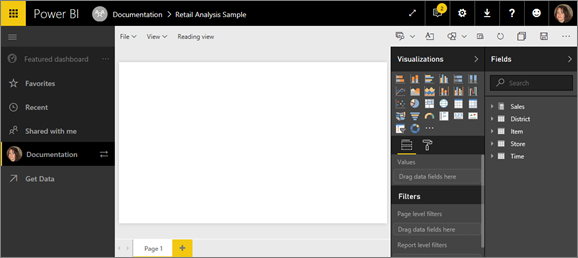 Power BI Documentation > Retail Analysis Sample 2 ?
File View Reading view
Featured dashboard ...
Favorites
Recent
Shared with me
Documentation
Get Data
Visualizations >
...
Values
Drag data fields here
Filters
Page level filters
Drag data fields here
Report level filters
Fields >
Search
Sales
District
Item
Store
Time
Page 1 +